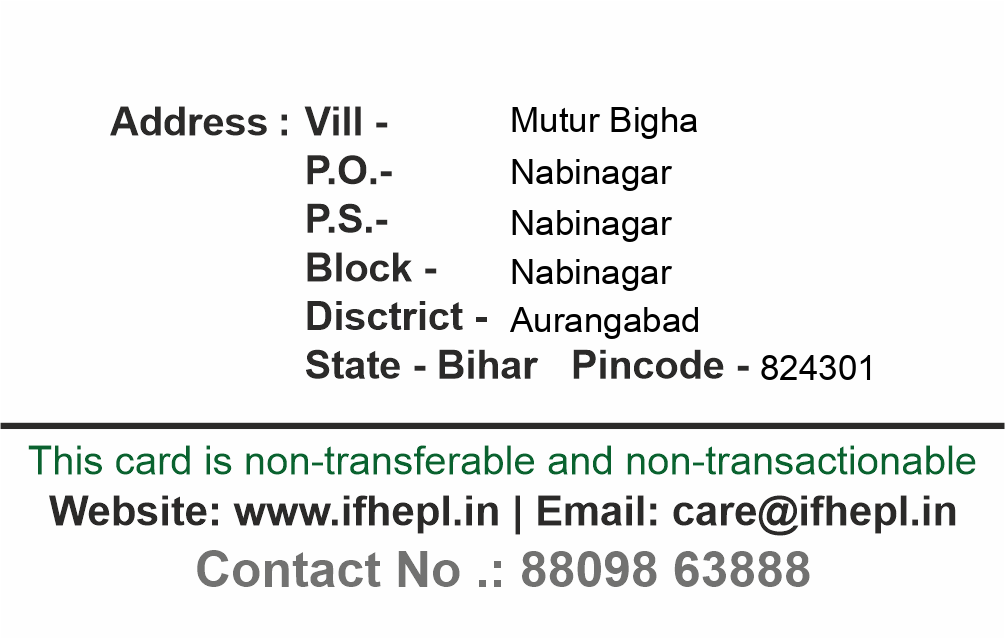 Address : Vill - Mutur Bigha
P.O.- Nabinagar
P.S.- Nabinagar
Block - Nabinagar
Disctrict - Aurangabad
State - Bihar Pincode - 824301
This card is non-transferable and non-transactionable
Website: www.ifhepl.in | Email: care@ifhepl.in
Contact No .: 88098 63888